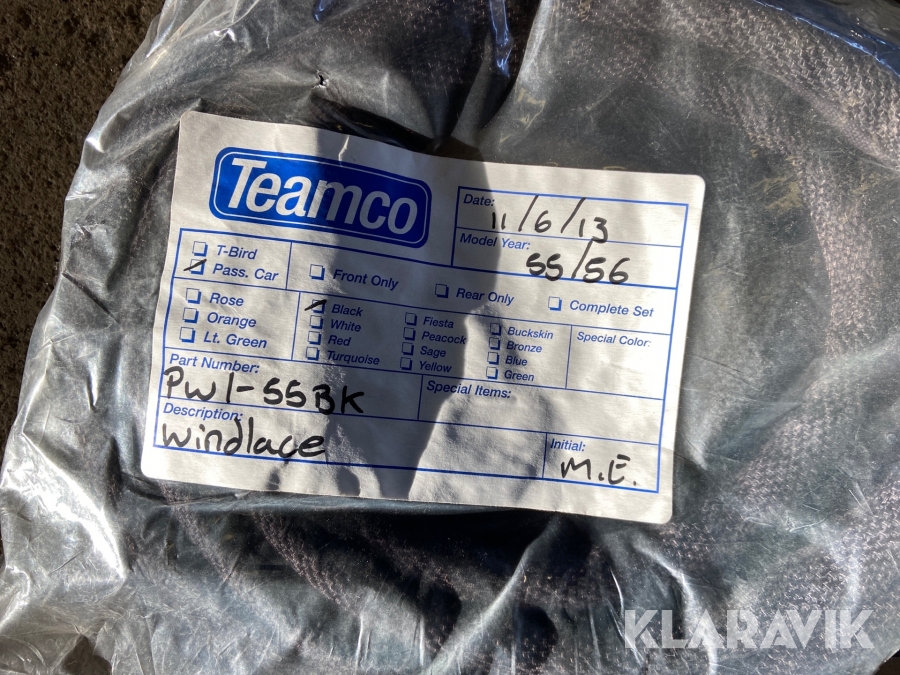 Teamco
Date: 11/6/13
Model Year: 55/56
T-Bird
Pass. Car
Front Only
Rear Only
Complete Set
Rose
Orange
Lt. Green
Black
White
Red
Turquoise
Fiesta
Peacock
Sage
Yellow
Buckskin
Bronze
Blue
Green
Special Color:
Part Number:
PW1-55BK
Special Items:
Description:
Windlace
Initial:
M.E.
KLARAVIK